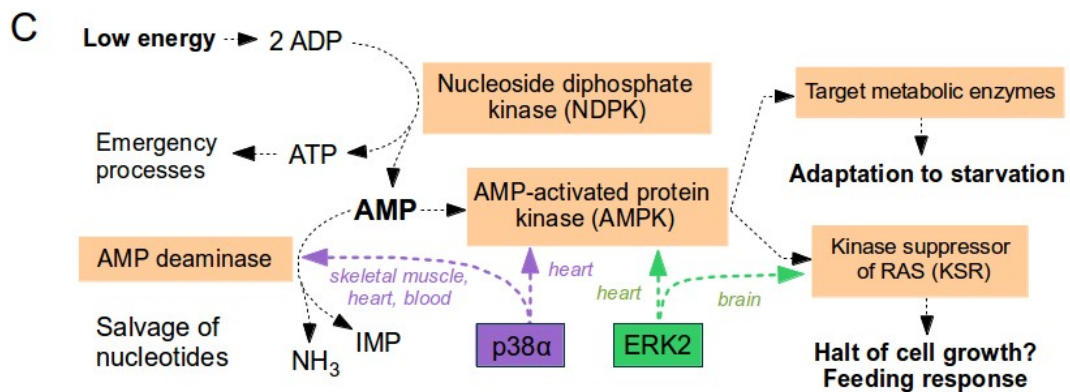 C
Low energy
2 ADP
Nucleoside diphosphate
kinase (NDPK)
Target metabolic enzymes
Emergency
processes
ATP
Adaptation to starvation
AMP
AMP-activated protein
kinase (AMPK)
AMP deaminase
skeletal muscle,
heart, blood
heart
heart
brain
Kinase suppressor
of RAS (KSR)
Salvage of
nucleotides
NH3
IMP
p38α
ERK2
Halt of cell growth?
Feeding response